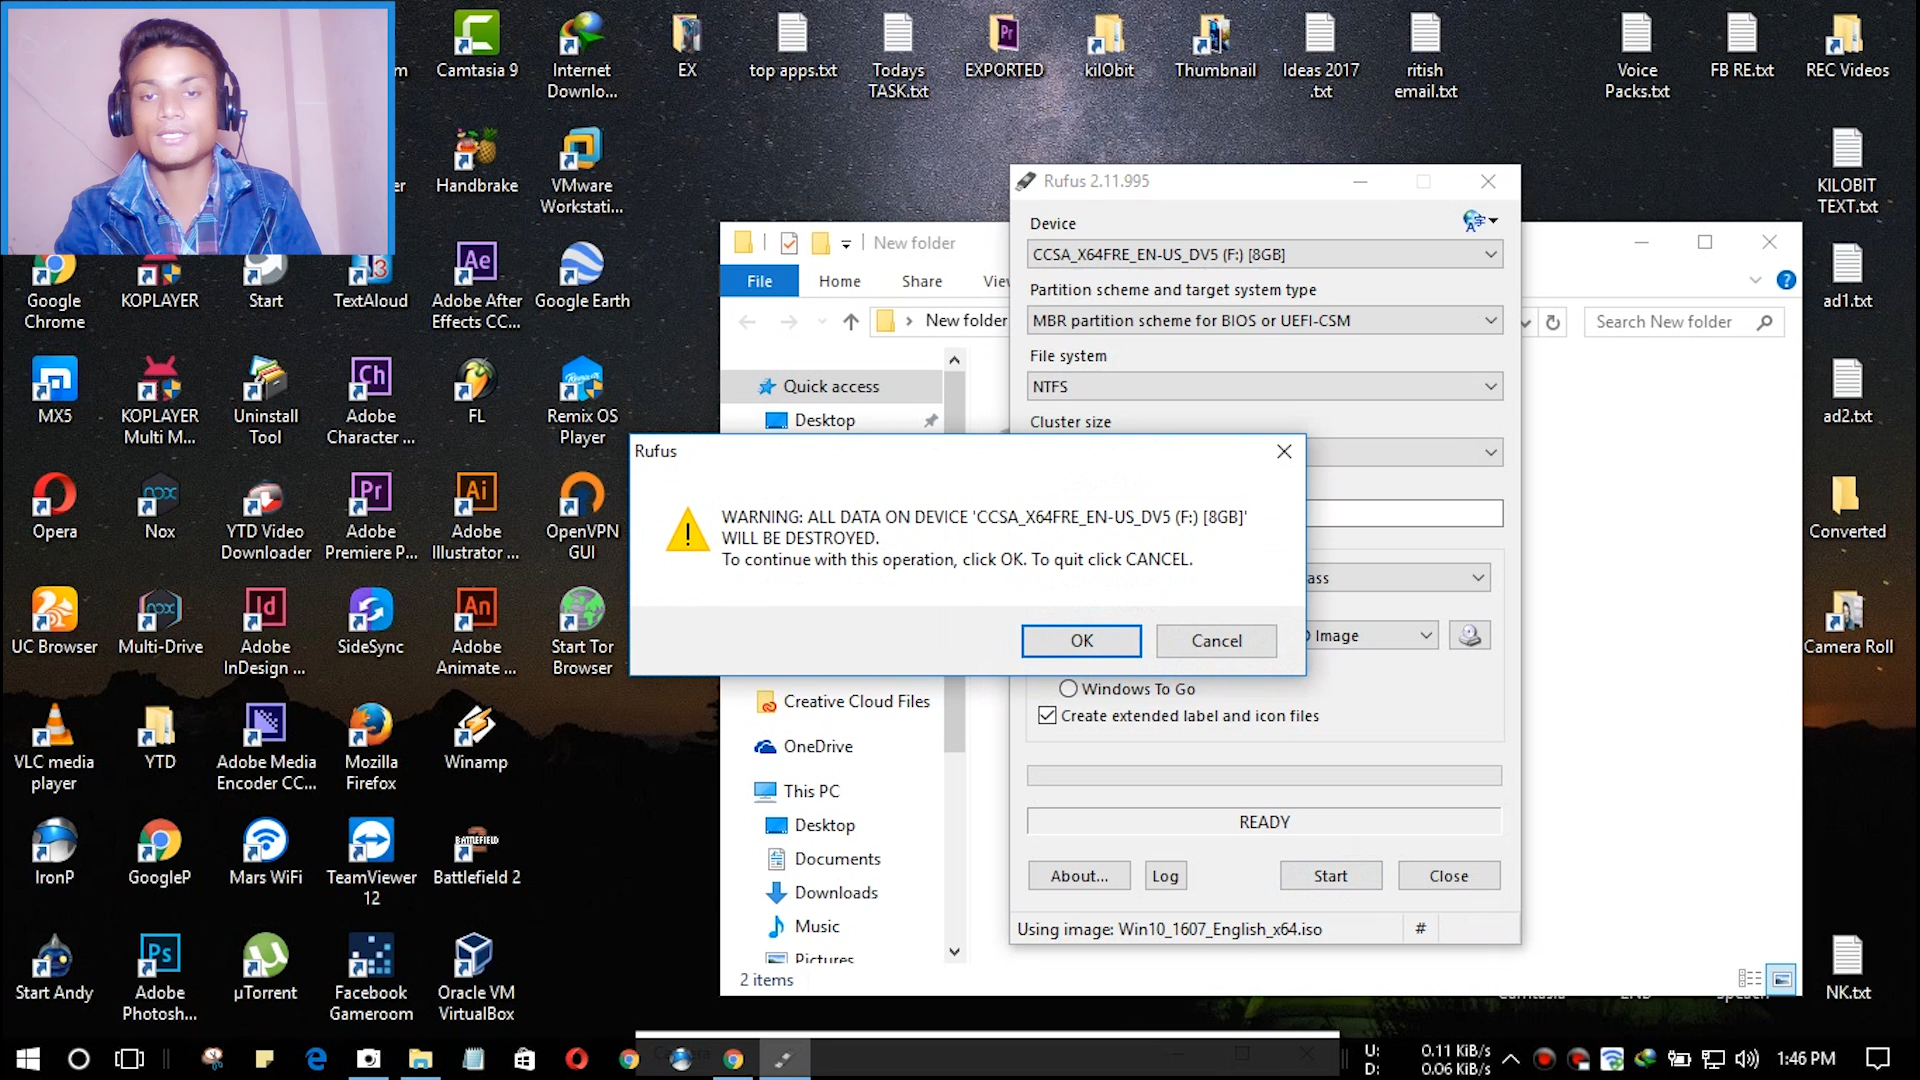 Camtasia 9
Internet
Downlo...
EX
top apps.txt
Todays
TASK.txt
EXPORTED
kilObit
Thumbnail
Ideas 2017
.txt
ritish
email.txt
Voice
Packs.txt
FB RE.txt
REC Videos
Handbrake
VMware
Workstati...
KILOBIT
TEXT.txt
Google
Chrome
KOPLAYER
Start
TextAloud
Adobe After
Effects CC...
Google Earth
ad1.txt
MX5
KOPLAYER
Multi M...
Uninstall
Tool
Adobe
Character ...
FL
Remix OS
Player
ad2.txt
Opera
Nox
YTD Video
Downloader
Adobe
Premiere P...
Adobe
Illustrator ...
OpenVPN
GUI
Converted
UC Browser
Multi-Drive
Adobe
InDesign ...
SideSync
Adobe
Animate ...
Start Tor
Browser
Camera Roll
VLC media
player
YTD
Adobe Media
Encoder CC...
Mozilla
Firefox
Winamp
IronP
GoogleP
Mars WiFi
TeamViewer
12
Battlefield 2
Start Andy
Adobe
Photosh...
µTorrent
Facebook
Gameroom
Oracle VM
VirtualBox
NK.txt
New folder
File
Home
Share
New folder
Search New folder
Quick access
Desktop
Creative Cloud Files
OneDrive
This PC
Desktop
Documents
Downloads
Music
Pictures
2 items
Rufus 2.11.995
Device
CCSA_X64FRE_EN-US_DV5 (F:) [8GB]
Partition scheme and target system type
MBR partition scheme for BIOS or UEFI-CSM
File system
NTFS
Cluster size
Image
Windows To Go
Create extended label and icon files
READY
About...
Log
Start
Close
Using image: Win10_1607_English_x64.iso
#
Rufus
WARNING: ALL DATA ON DEVICE 'CCSA_X64FRE_EN-US_DV5 (F:) [8GB]'
WILL BE DESTROYED.
To continue with this operation, click OK. To quit click CANCEL.
OK
Cancel
U: 0.11 KiB/s
D: 0.06 KiB/s
1:46 PM